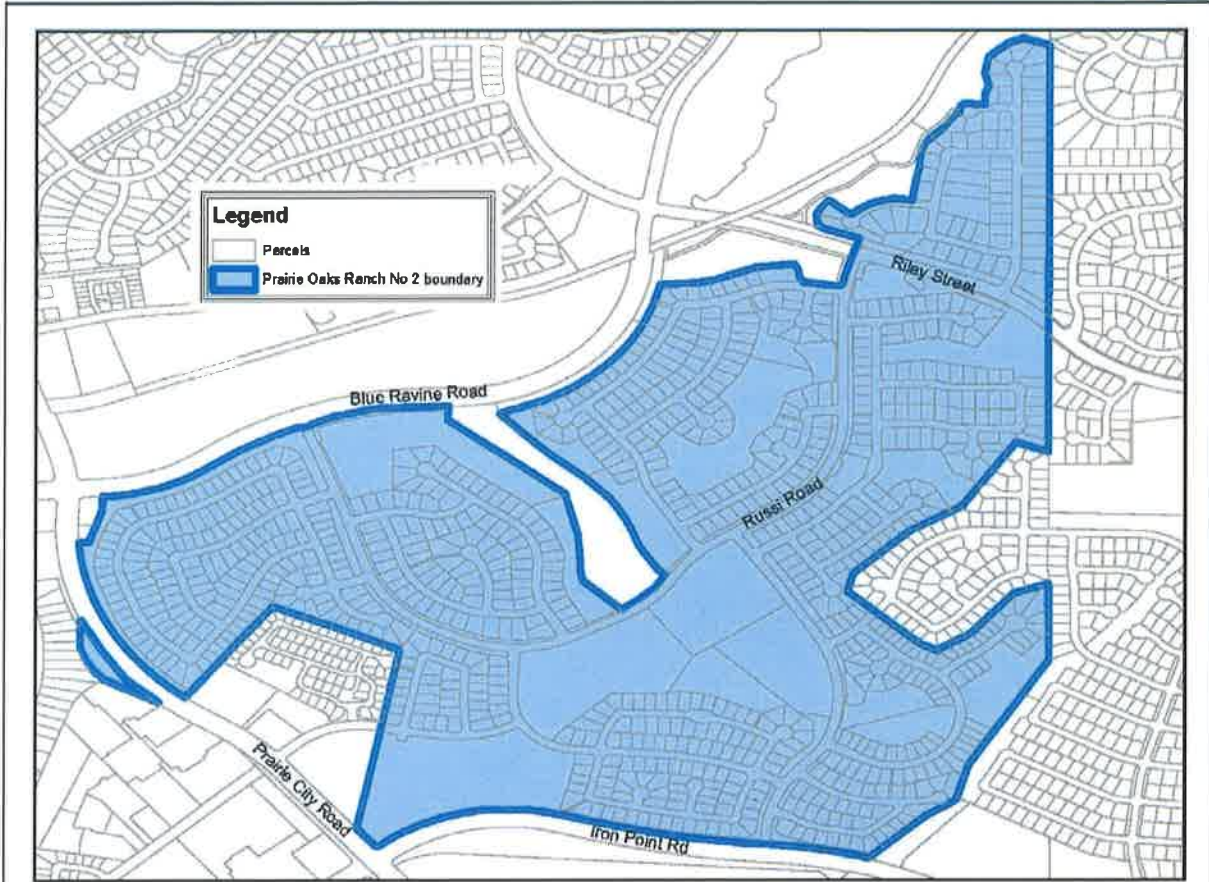 Legend
Parcels
Prairie Oaks Ranch No 2 boundary
Riley Street
Blue Ravine Road
Russi Road
Prairie City Road
Iron Point Rd